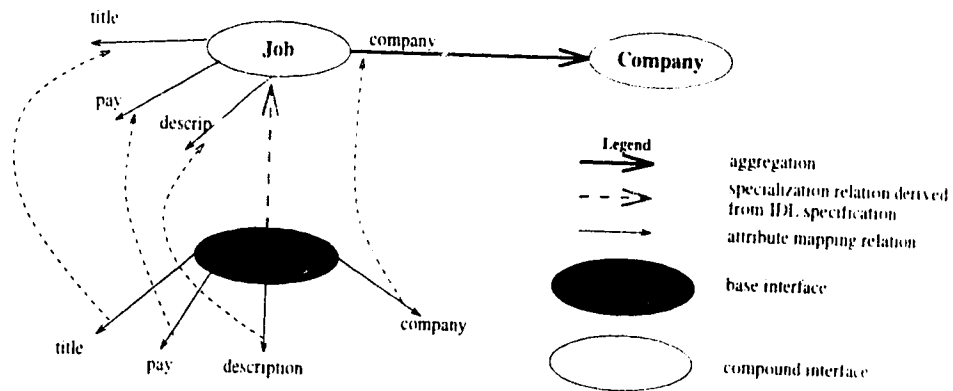 title
Job
company
Company
pay
descrip
Legend
aggregation
specialization relation derived
from IDL specification
attribute mapping relation
base interface
company
title
pay
description
compound interface